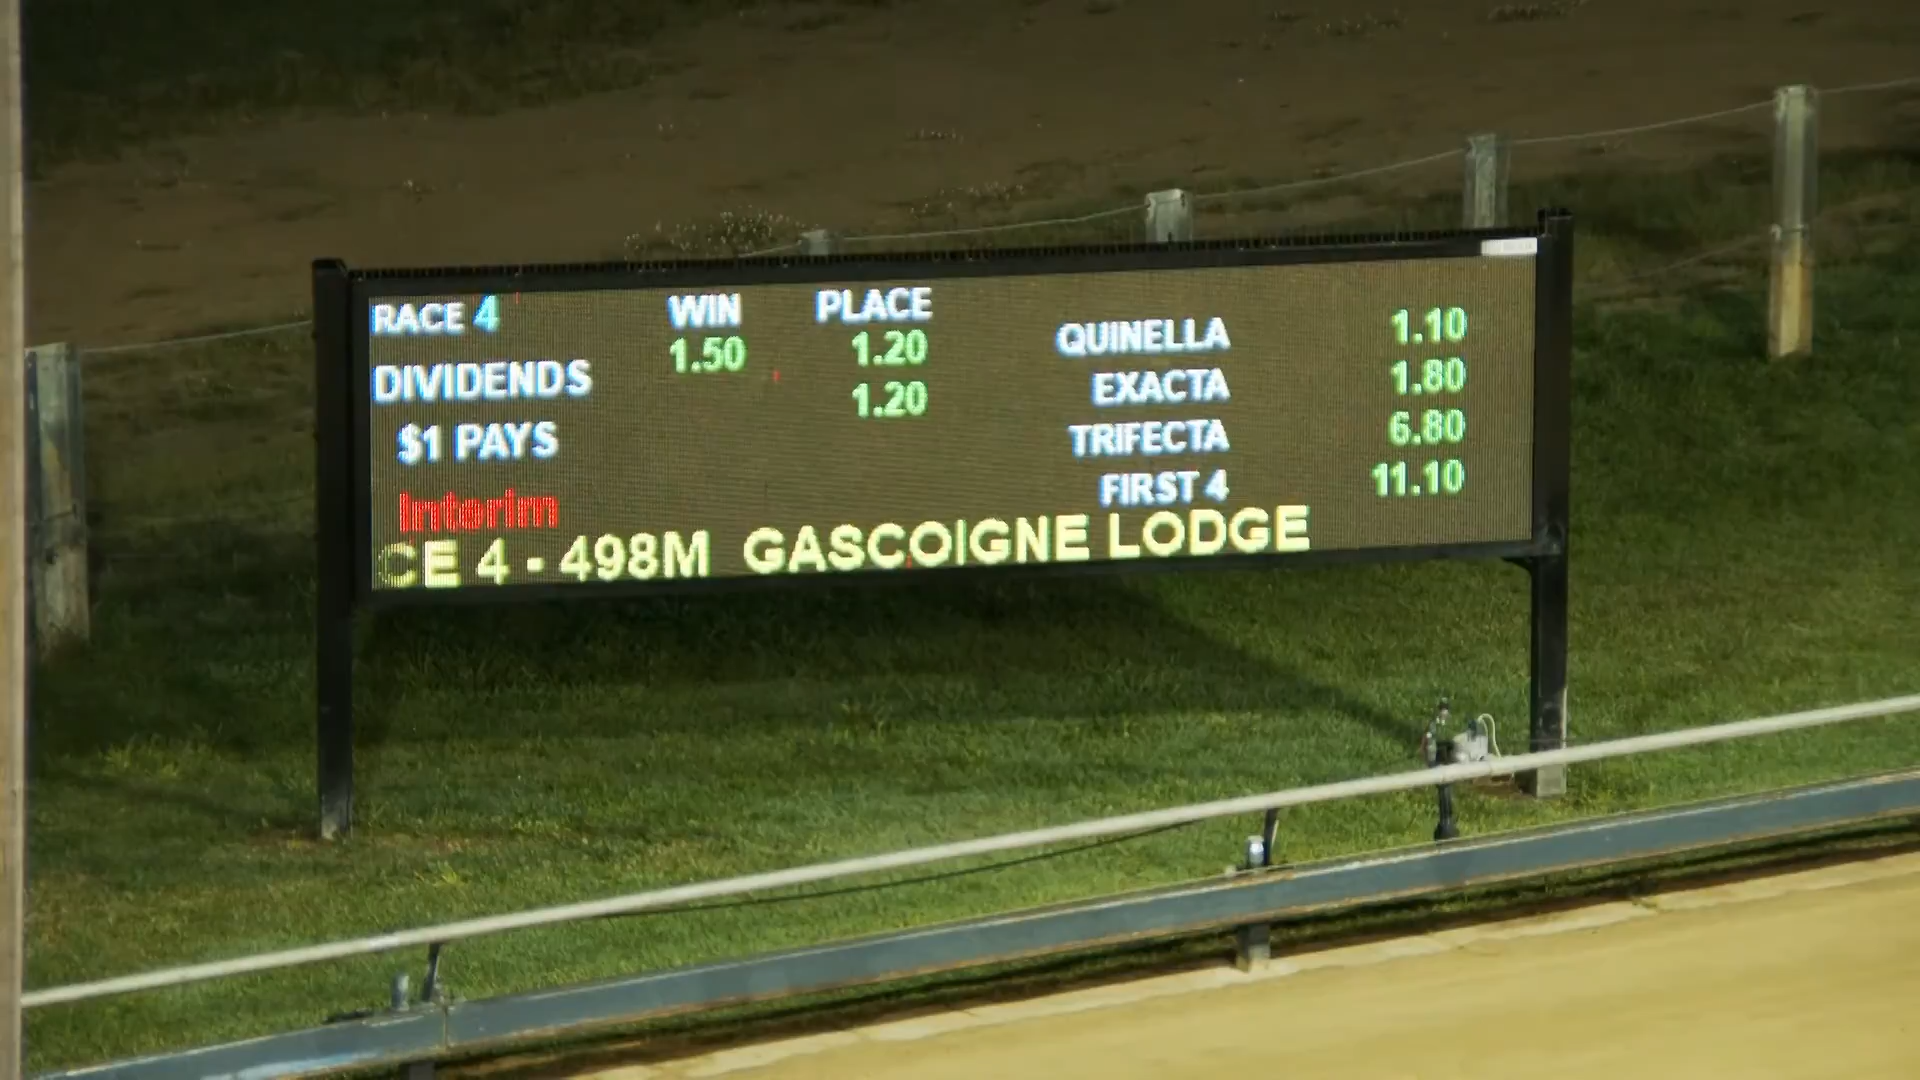 RACE 4 WIN PLACE
1.50 1.20 QUINELLA 1.10
DIVIDENDS 1.20 EXACTA 1.80
$1 PAYS TRIFECTA 6.80
FIRST 4 11.10
Interim
CE 4 - 498M GASCOIGNE LODGE